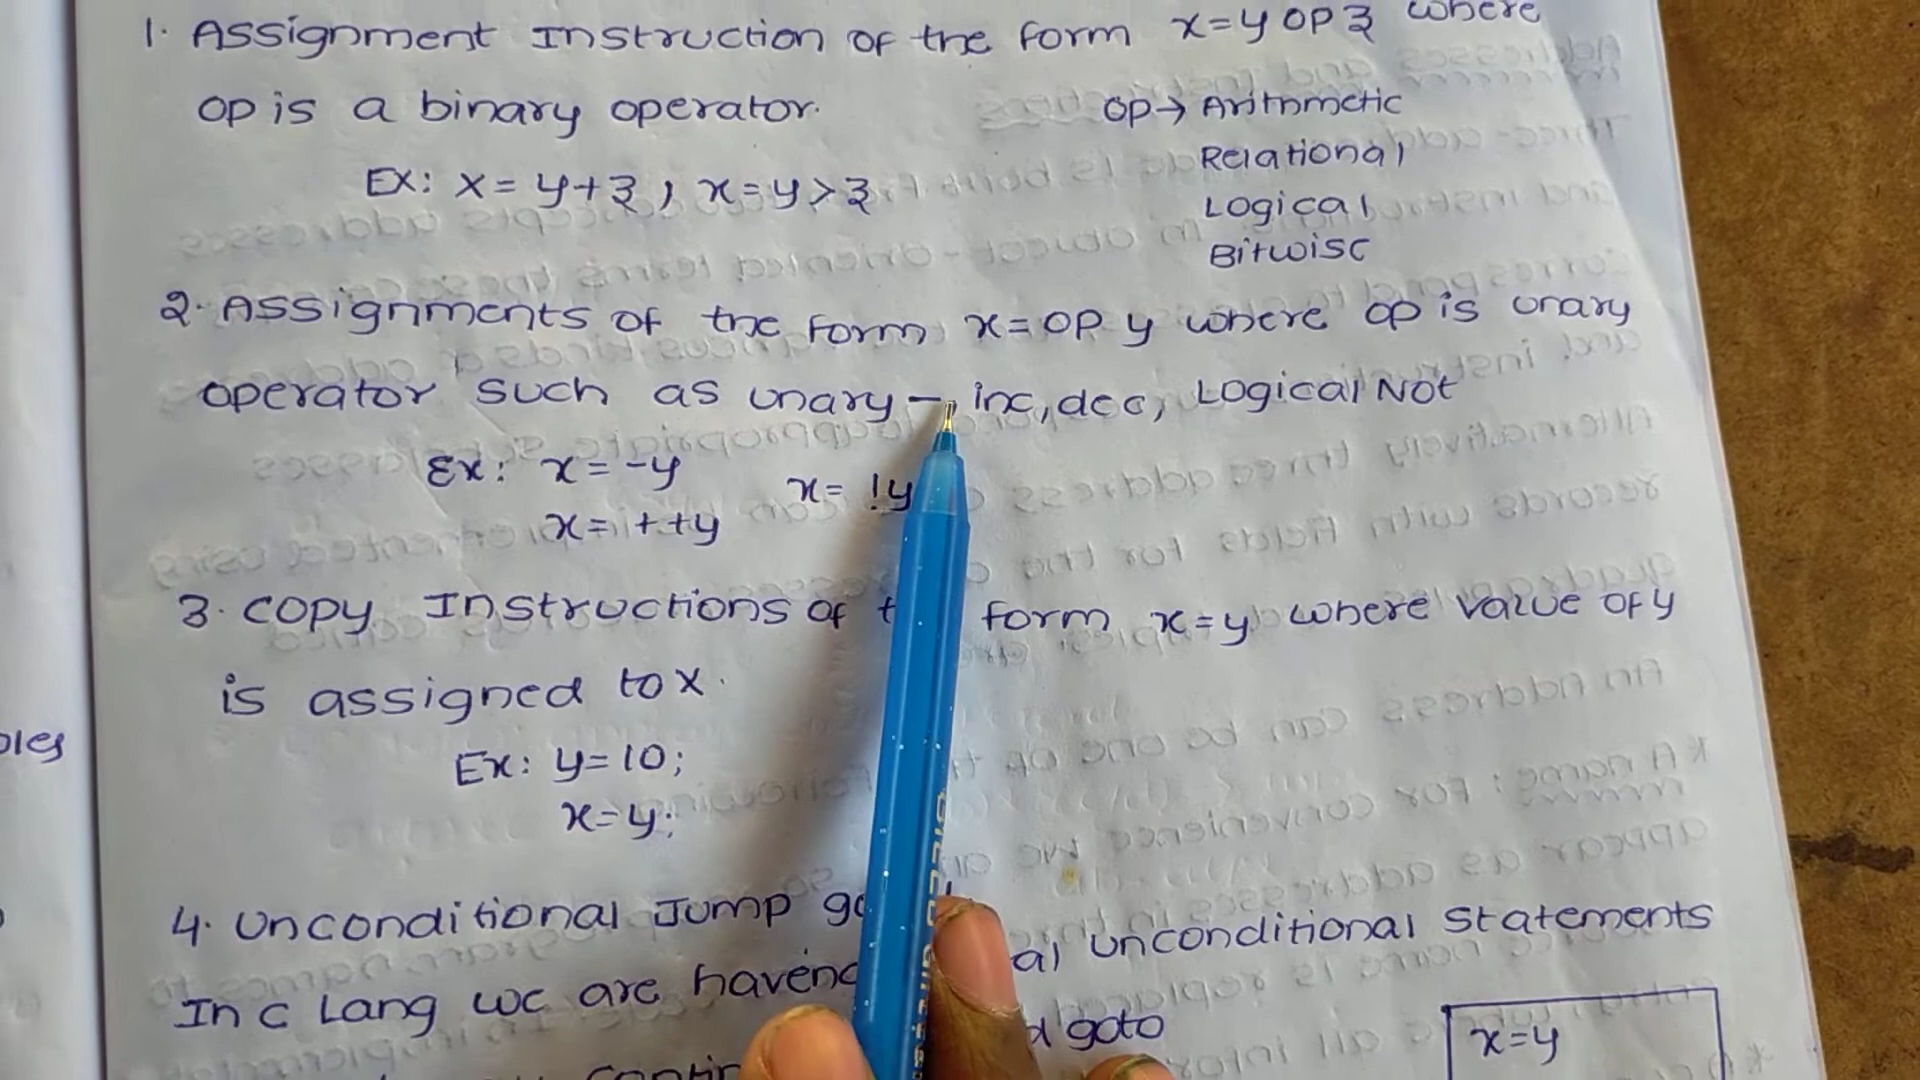 1. Assignment Instruction of the form x=y op z where
op is a binary operator.
op→ Arithmetic
Relational
Logical
Bitwise
Ex: x=y+z, x=y>z
2. Assignments of the form x=op y where op is unary
operator such as unary -, inc, dec, Logical Not
Ex: x=-y x=!y
x=++y
3. Copy Instructions of form x=y where value of y
is assigned to x.
Ex: y=10;
x=y;
4. Unconditional Jump unconditional statements
In C Lang we are goto
x=y